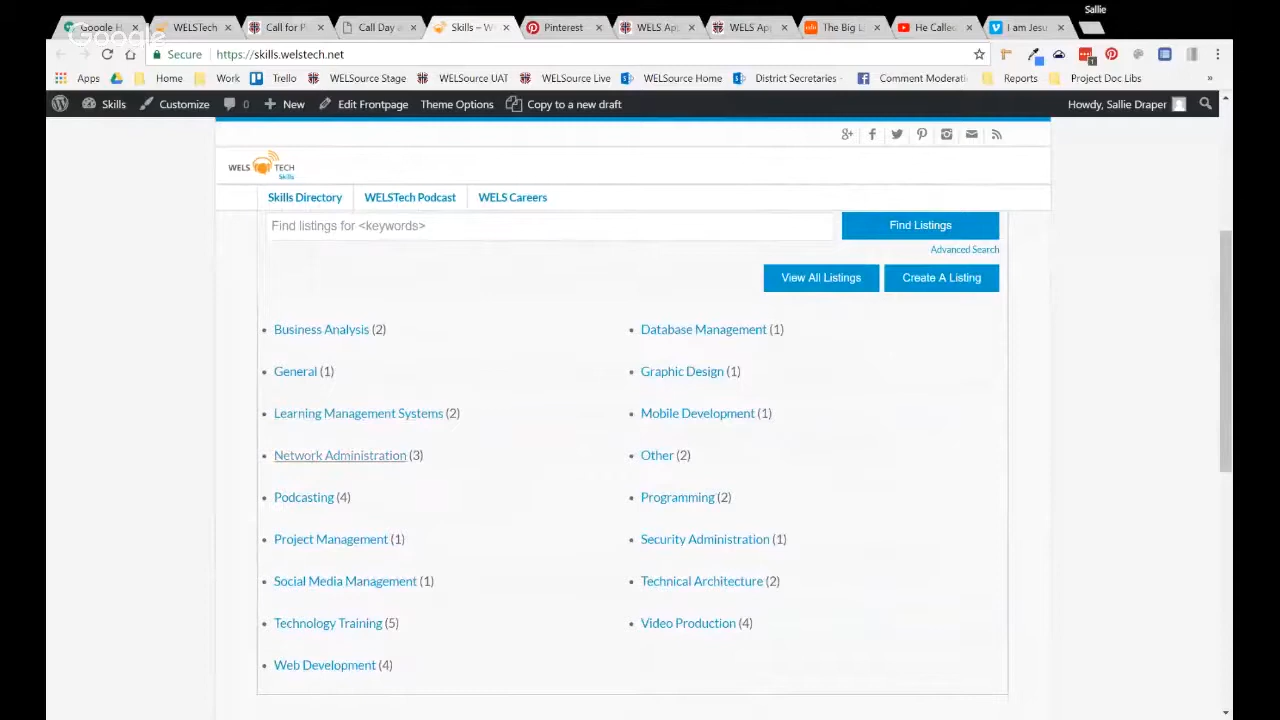 Sallie
Google
WELSTech
Call for P
Call Day a
Skills – W
Pinterest
WELS Ap
WELS Ap
The Big L
He Called
I am Jesu
Secure https://skills.welstech.net
Apps Home Work Trello WELSource Stage WELSource UAT WELSource Live WELSource Home District Secretaries - Comment Moderati Reports Project Doc Libs »
Skills Customize 0 New Edit Frontpage Theme Options Copy to a new draft Howdy, Sallie Draper
WELS TECH
Skills
Skills Directory WELSTech Podcast WELS Careers
Find listings for <keywords> Find Listings
Advanced Search
View All Listings Create A Listing
Business Analysis (2)
Database Management (1)
General (1)
Graphic Design (1)
Learning Management Systems (2)
Mobile Development (1)
Network Administration (3)
Other (2)
Podcasting (4)
Programming (2)
Project Management (1)
Security Administration (1)
Social Media Management (1)
Technical Architecture (2)
Technology Training (5)
Video Production (4)
Web Development (4)